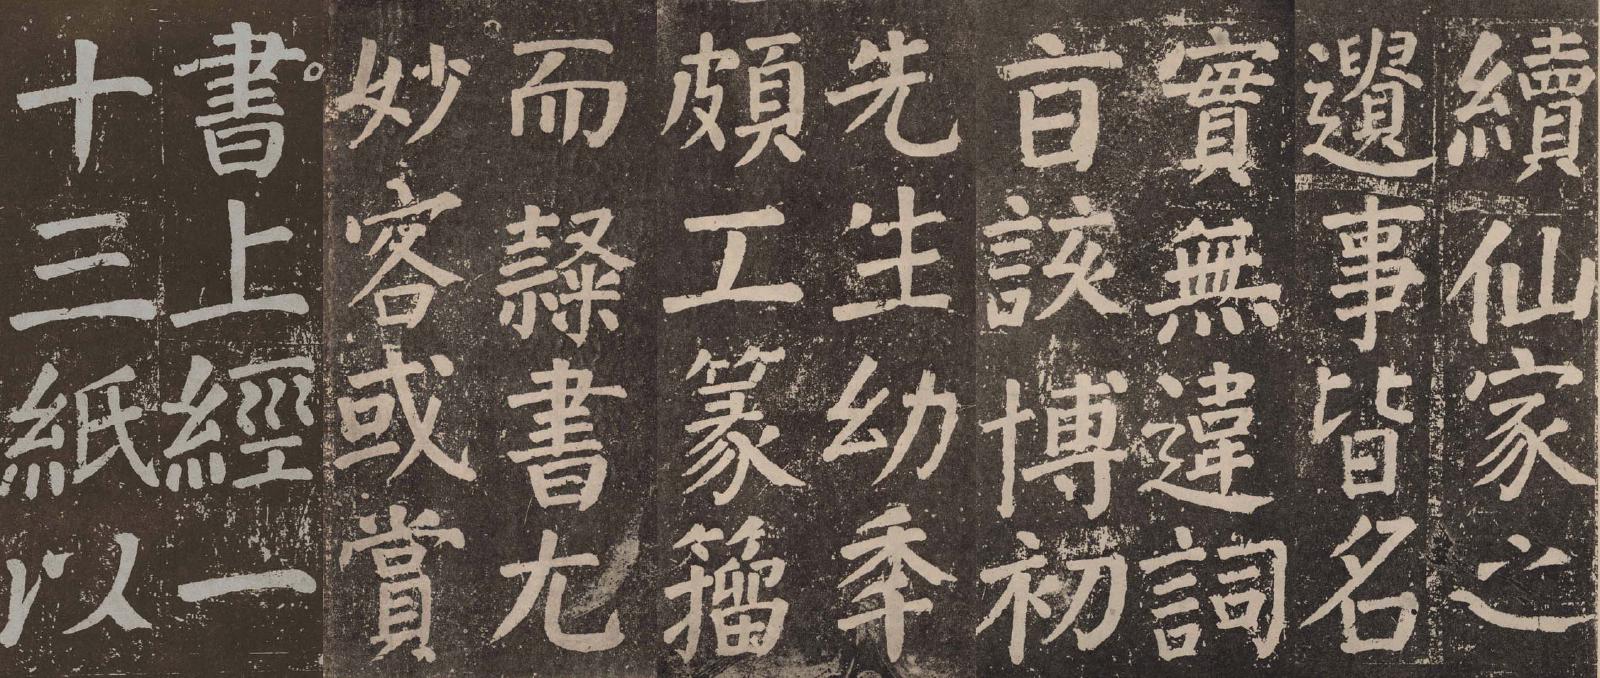 續仙家之
遺事皆名
實無違詞
旨該博初
先生幼年
頗工篆籀
而隸書尤
妙客或賞
書上經一
十三紙以